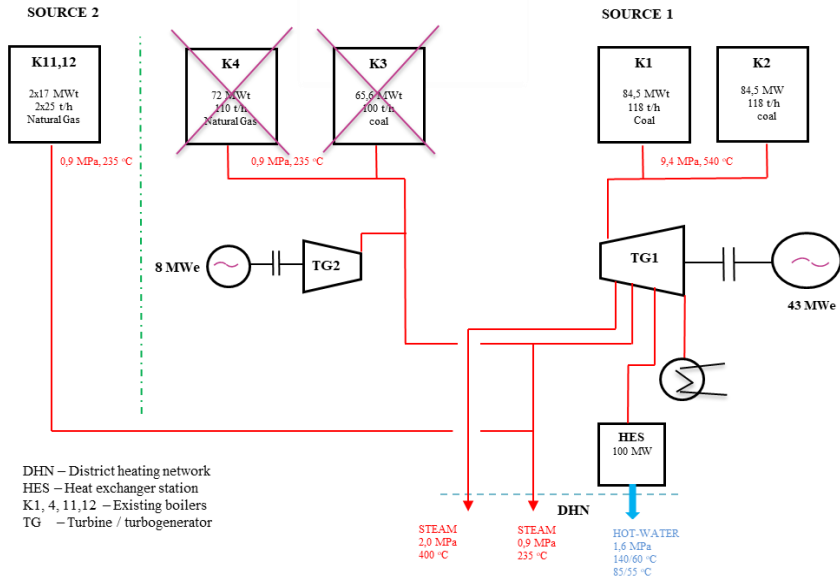 SOURCE 2
SOURCE 1
K11,12
2x17 MWt
2x25 t/h
Natural Gas
K4
72 MWt
110 t/h
Natural Gas
K3
65,6 MWt
100 t/h
coal
K1
84,5 MWt
118 t/h
Coal
K2
84,5 MW
118 t/h
coal
0,9 MPa, 235 °C
0,9 MPa, 235 °C
9,4 MPa, 540 °C
8 MWe
TG2
TG1
43 MWe
HES
100 MW
DHN – District heating network
HES – Heat exchanger station
K1, 4, 11,12 – Existing boilers
TG – Turbine / turbogenerator
DHN
STEAM
2,0 MPa
400 °C
STEAM
0,9 MPa
235 °C
HOT-WATER
1,6 MPa
140/60 °C
85/55 °C